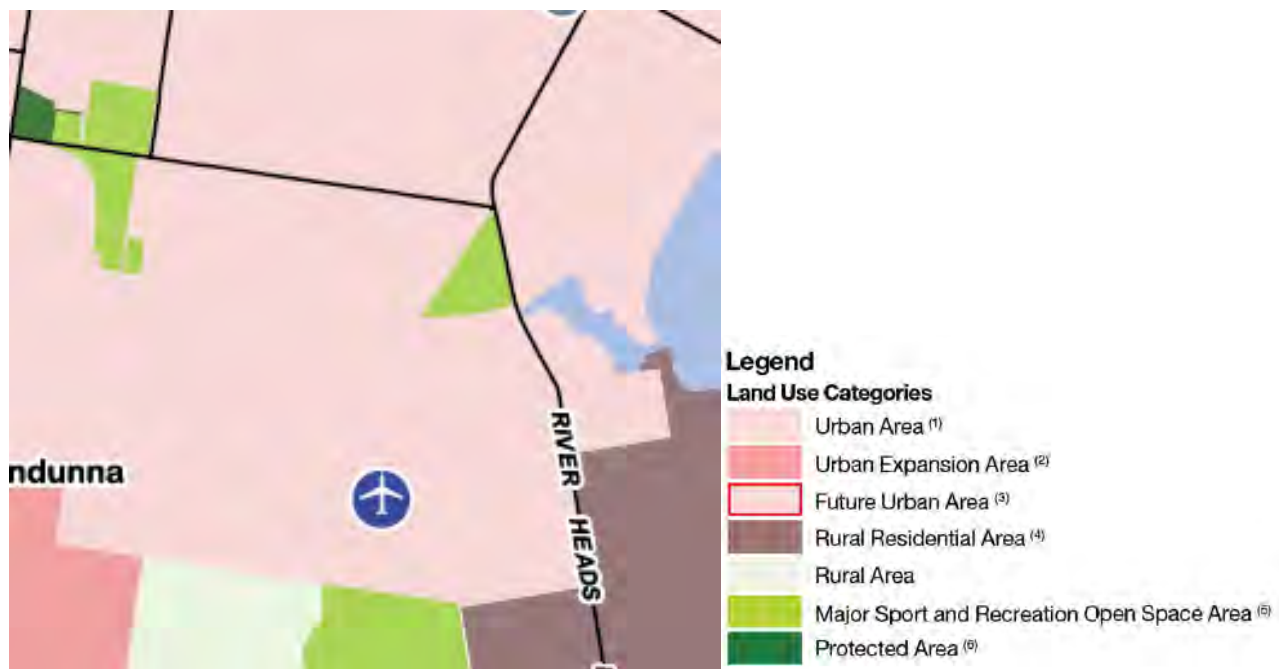 ndunna
RIVER HEADS
Legend
Land Use Categories
Urban Area (1)
Urban Expansion Area (2)
Future Urban Area (3)
Rural Residential Area (4)
Rural Area
Major Sport and Recreation Open Space Area (5)
Protected Area (6)